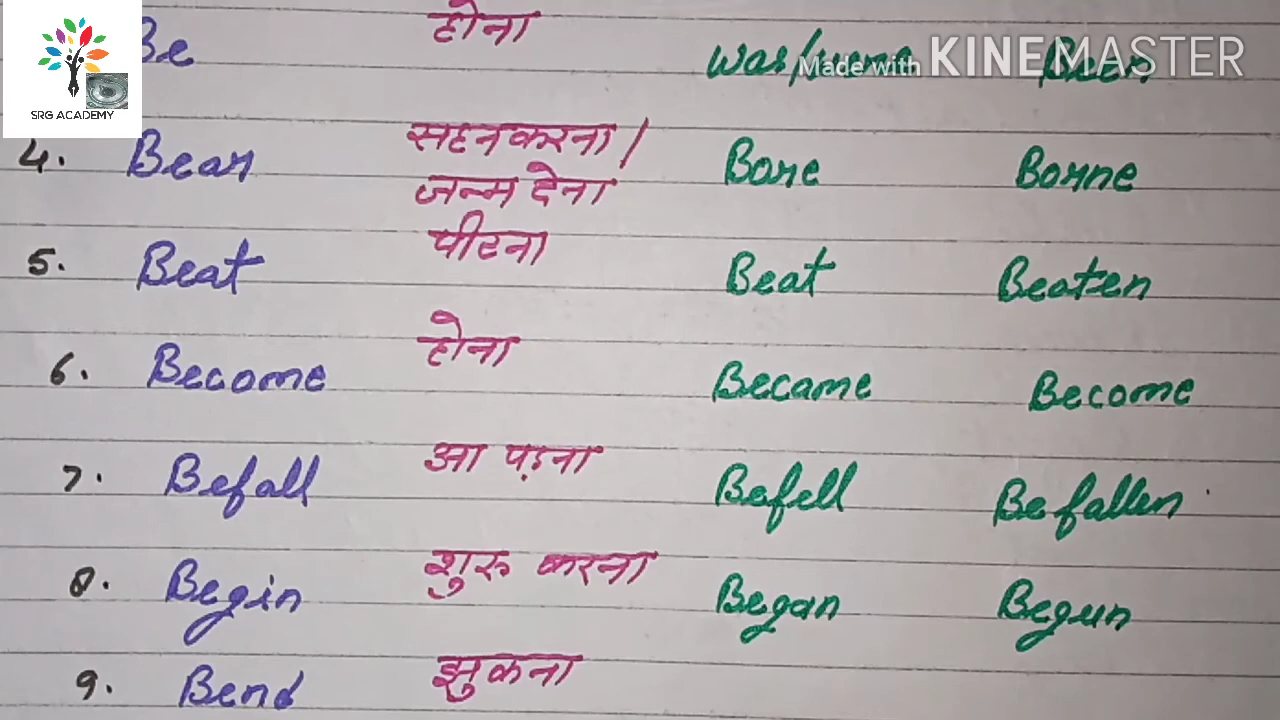 Be होना was/were Been
Made with KINEMASTER
SRG ACADEMY
4. Bear सहन करना / Bore Borne
जन्म देना
5. Beat पीटना Beat Beaten
6. Become होना Became Become
7. Befall आ पड़ना Befell Befallen
8. Begin शुरु करना Began Begun
9. Bend झुकना